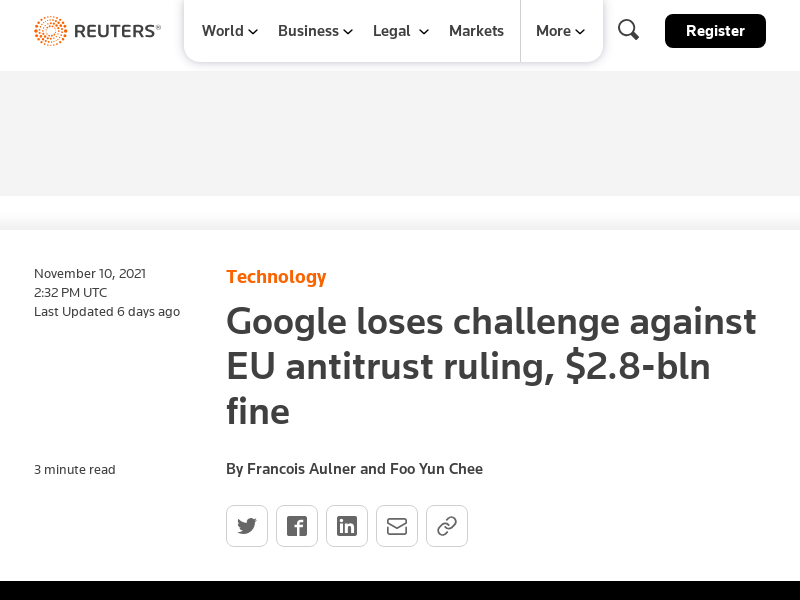 REUTERS®
World
Business
Legal
Markets
More
Register
November 10, 2021
2:32 PM UTC
Last Updated 6 days ago
Technology
Google loses challenge against
EU antitrust ruling, $2.8-bln
fine
3 minute read
By Francois Aulner and Foo Yun Chee